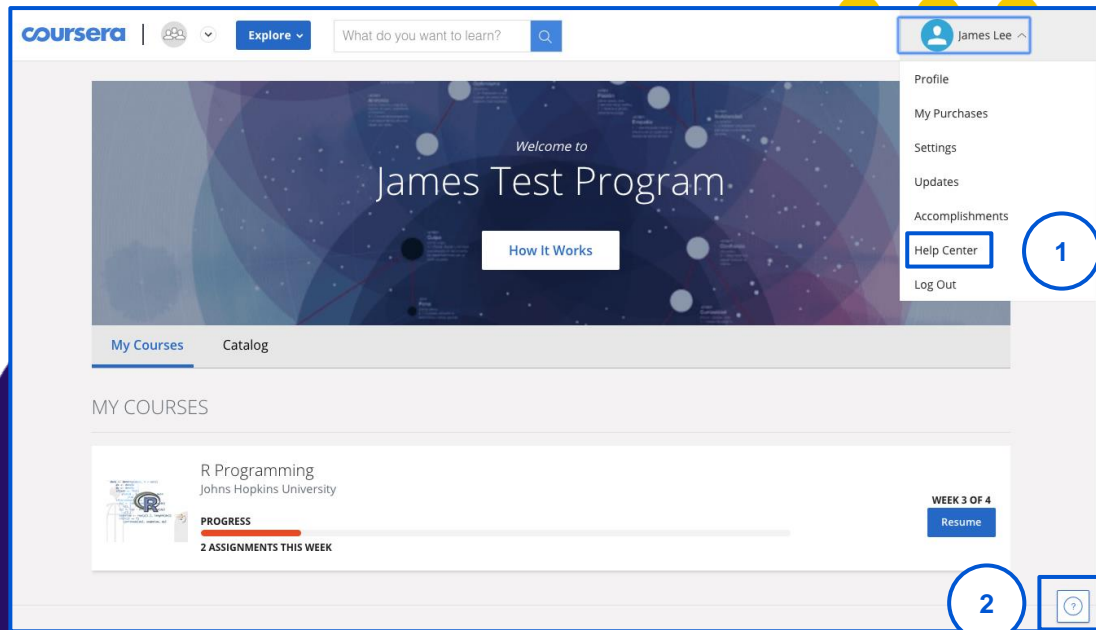 coursera
Explore
What do you want to learn?
James Lee
Profile
My Purchases
Settings
Updates
Accomplishments
Help Center
1
Log Out
Welcome to
James Test Program
How It Works
My Courses Catalog
MY COURSES
R Programming
Johns Hopkins University
PROGRESS
2 ASSIGNMENTS THIS WEEK
WEEK 3 OF 4
Resume
2
?